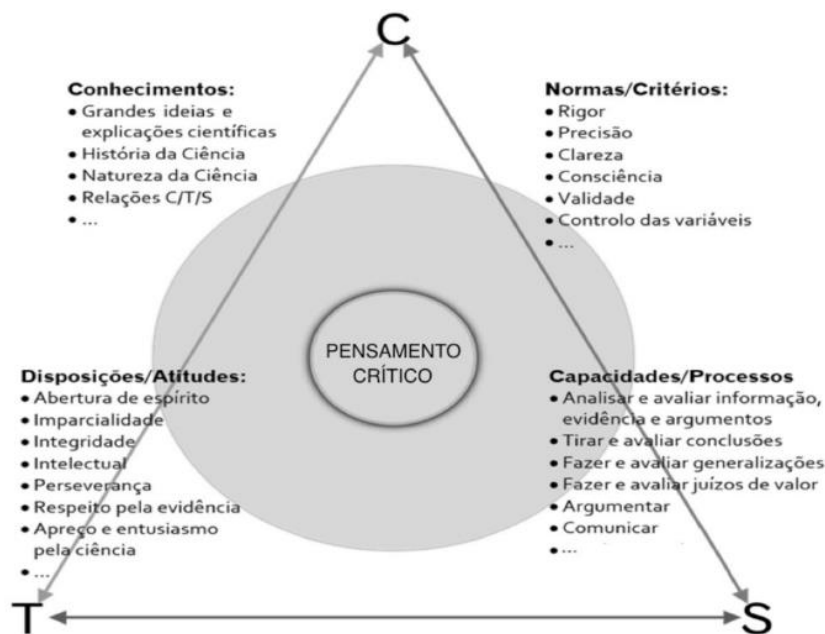 C
Conhecimentos:
• Grandes ideias e
explicações científicas
• História da Ciência
• Natureza da Ciência
• Relações C/T/S
• ...
Normas/Critérios:
• Rigor
• Precisão
• Clareza
• Consciência
• Validade
• Controlo das variáveis
• ...
PENSAMENTO
CRÍTICO
Disposições/Atitudes:
• Abertura de espírito
• Imparcialidade
• Integridade
• Intelectual
• Perseverança
• Respeito pela evidência
• Apreço e entusiasmo
pela ciência
• ...
Capacidades/Processos
• Analisar e avaliar informação,
evidência e argumentos
• Tirar e avaliar conclusões
• Fazer e avaliar generalizações
• Fazer e avaliar juízos de valor
• Argumentar
• Comunicar
• ...
T
S